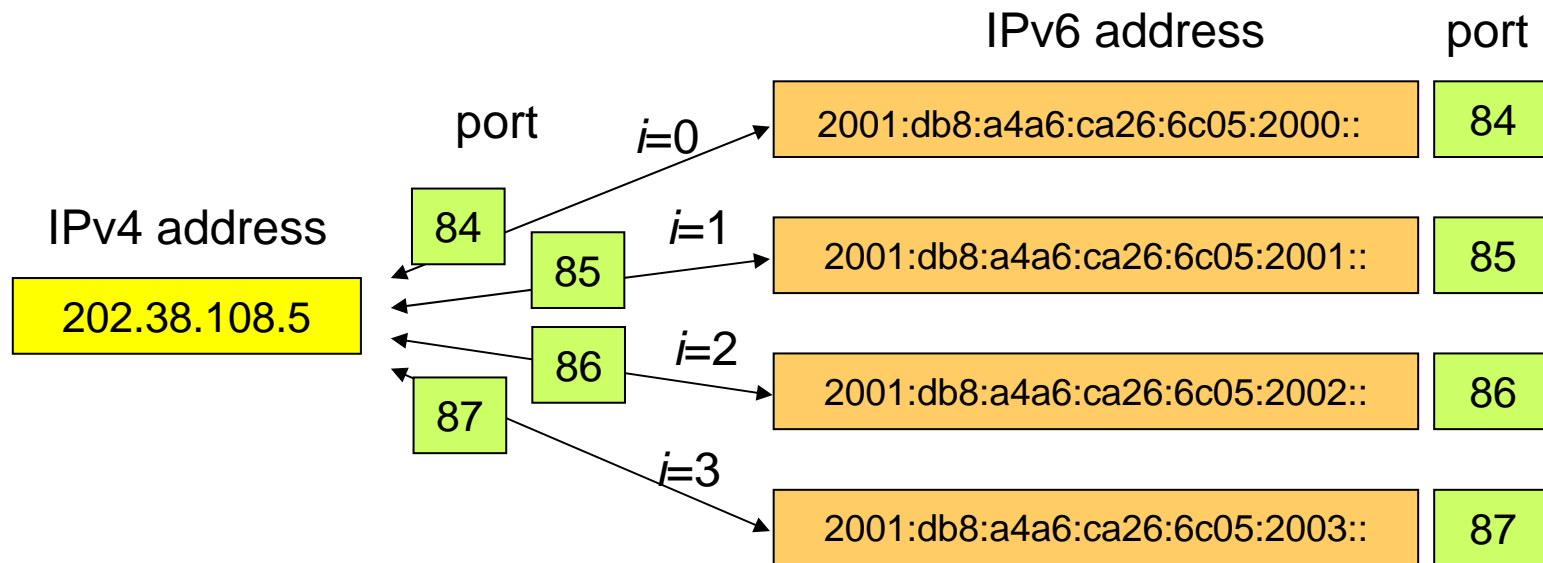 IPv6 address port
port
i=0
2001:db8:a4a6:ca26:6c05:2000:: 84
84
IPv4 address
i=1
85
2001:db8:a4a6:ca26:6c05:2001:: 85
202.38.108.5
i=2
86
2001:db8:a4a6:ca26:6c05:2002:: 86
87
i=3
2001:db8:a4a6:ca26:6c05:2003:: 87